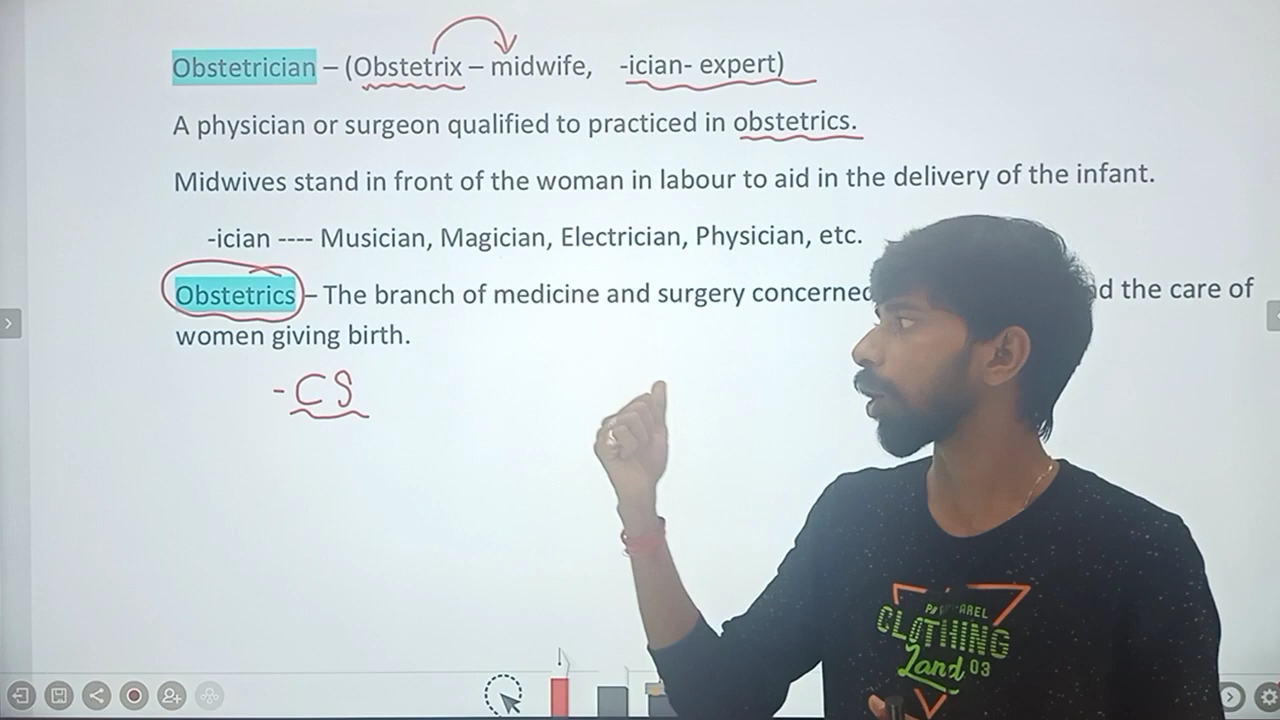 Obstetrician – (Obstetrix – midwife, -ician- expert)
A physician or surgeon qualified to practiced in obstetrics.
Midwives stand in front of the woman in labour to aid in the delivery of the infant.
-ician ---- Musician, Magician, Electrician, Physician, etc.
Obstetrics – The branch of medicine and surgery concerned the care of
women giving birth.
- CS
CLOTHING
Land 03